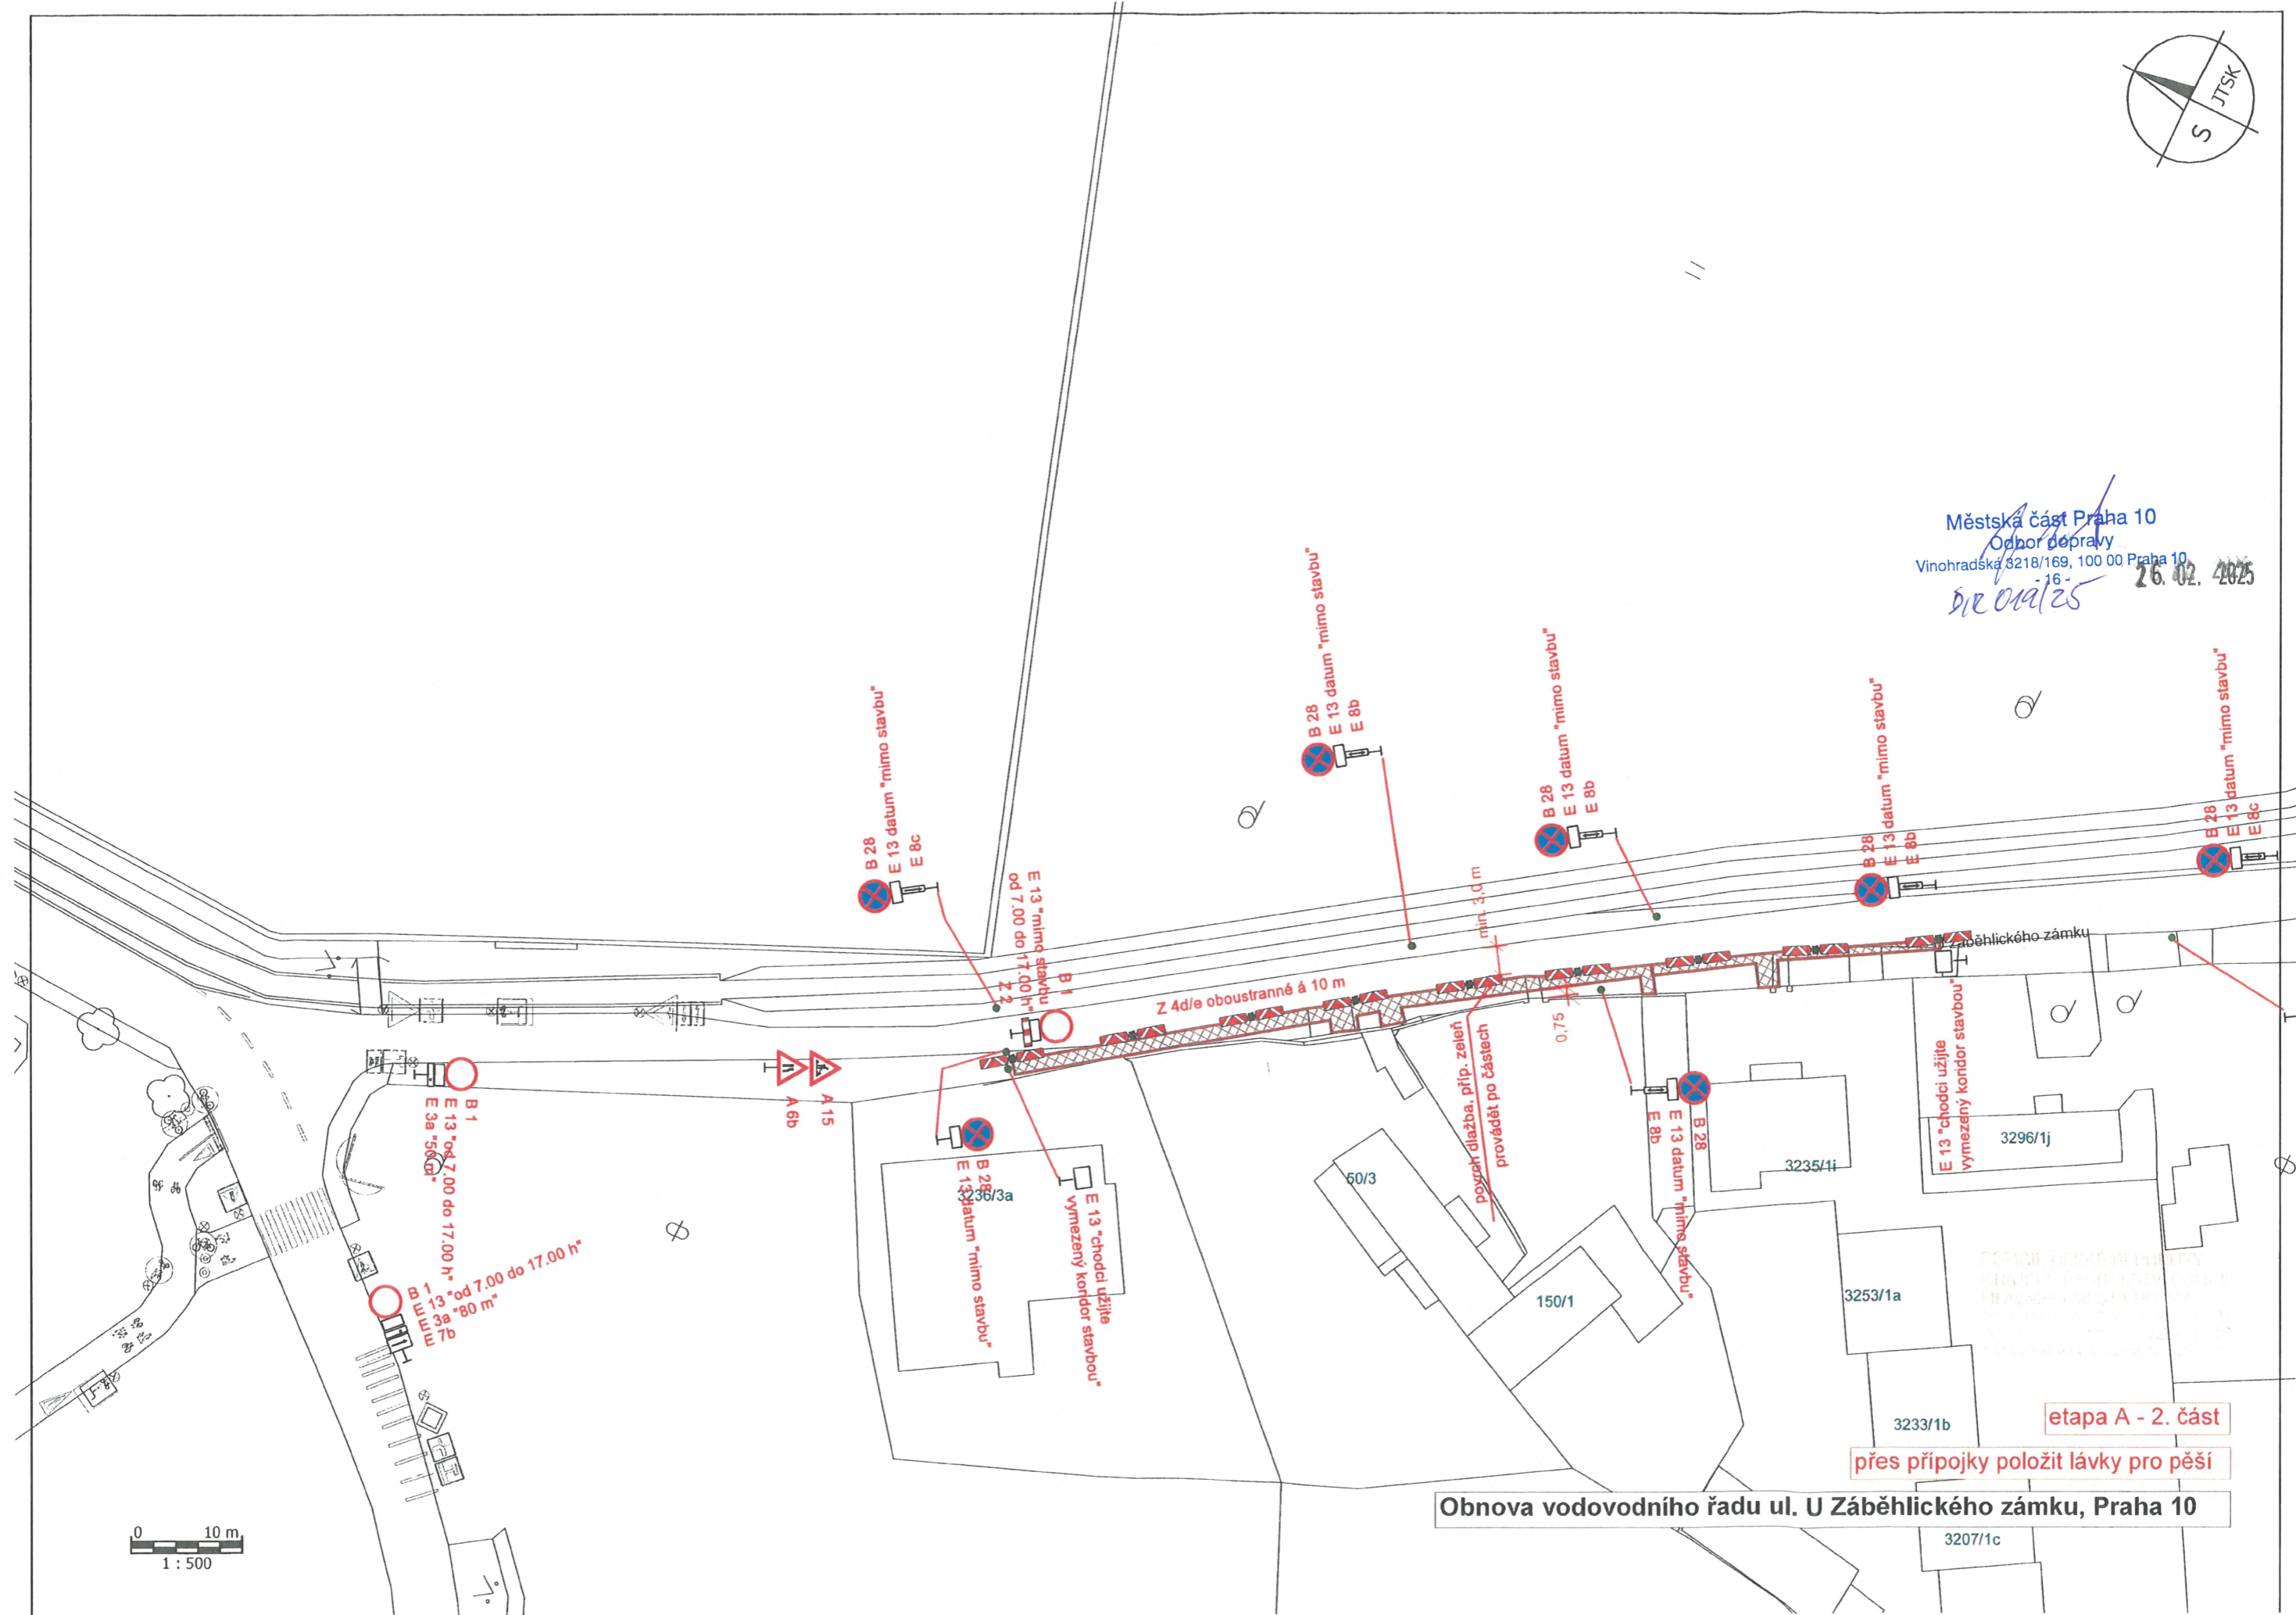 JTSK
S
Městská část Praha 10
Odbor dopravy
Vinohradská 3218/169, 100 00 Praha 10
- 16 -
26. 02. 2025
DIR 019/25
B 28
E 13 datum "mimo stavbu"
E 8c
B 28
E 13 datum "mimo stavbu"
E 8b
B 28
E 13 datum "mimo stavbu"
E 8b
B 28
E 13 datum "mimo stavbu"
E 8b
B 28
E 13 datum "mimo stavbu"
E 8c
B 1
E 13 "mimo stavbu
od 7.00 do 17.00 h"
Z 2
Z 4d/e oboustranné á 10 m
min. 3,0 m
0,75
povrch dlažba, příp. zeleň
provádět po částech
Záběhlického zámku
A 15
A 6b
B 1
E 13 "od 7.00 do 17.00 h"
E 3a "50 m"
B 1
E 13 "od 7.00 do 17.00 h"
E 3a "80 m"
E 7b
B 28
E 13 datum "mimo stavbu"
E 13 "chodci užijte
vymezený koridor stavbou"
B 28
E 13 datum "mimo stavbu"
E 8b
E 13 "chodci užijte
vymezený koridor stavbou"
3236/3a
50/3
150/1
3235/1i
3296/1j
3253/1a
3233/1b
3207/1c
etapa A - 2. část
přes přípojky položit lávky pro pěší
Obnova vodovodního řadu ul. U Záběhlického zámku, Praha 10
0 10 m
1 : 500